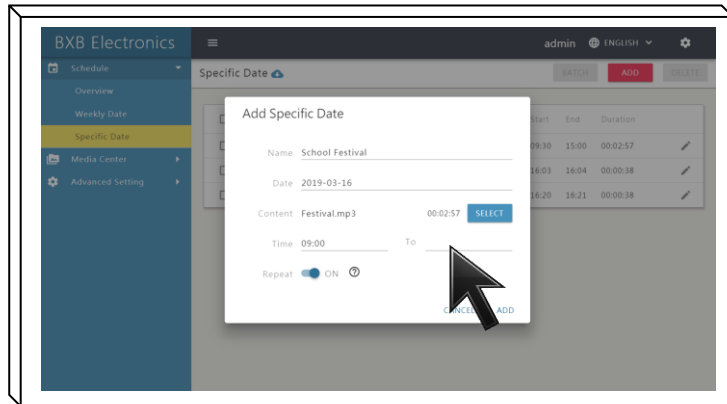 BXB Electronics
admin ENGLISH
Schedule
Specific Date
BATCH ADD DELETE
Overview
Weekly Date
Specific Date
Media Center
Advanced Setting
Start End Duration
09:30 15:00 00:02:57
16:03 16:04 00:00:38
16:20 16:21 00:00:38
Add Specific Date
Name School Festival
Date 2019-03-16
Content Festival.mp3 00:02:57 SELECT
Time 09:00 To
Repeat ON
ADD